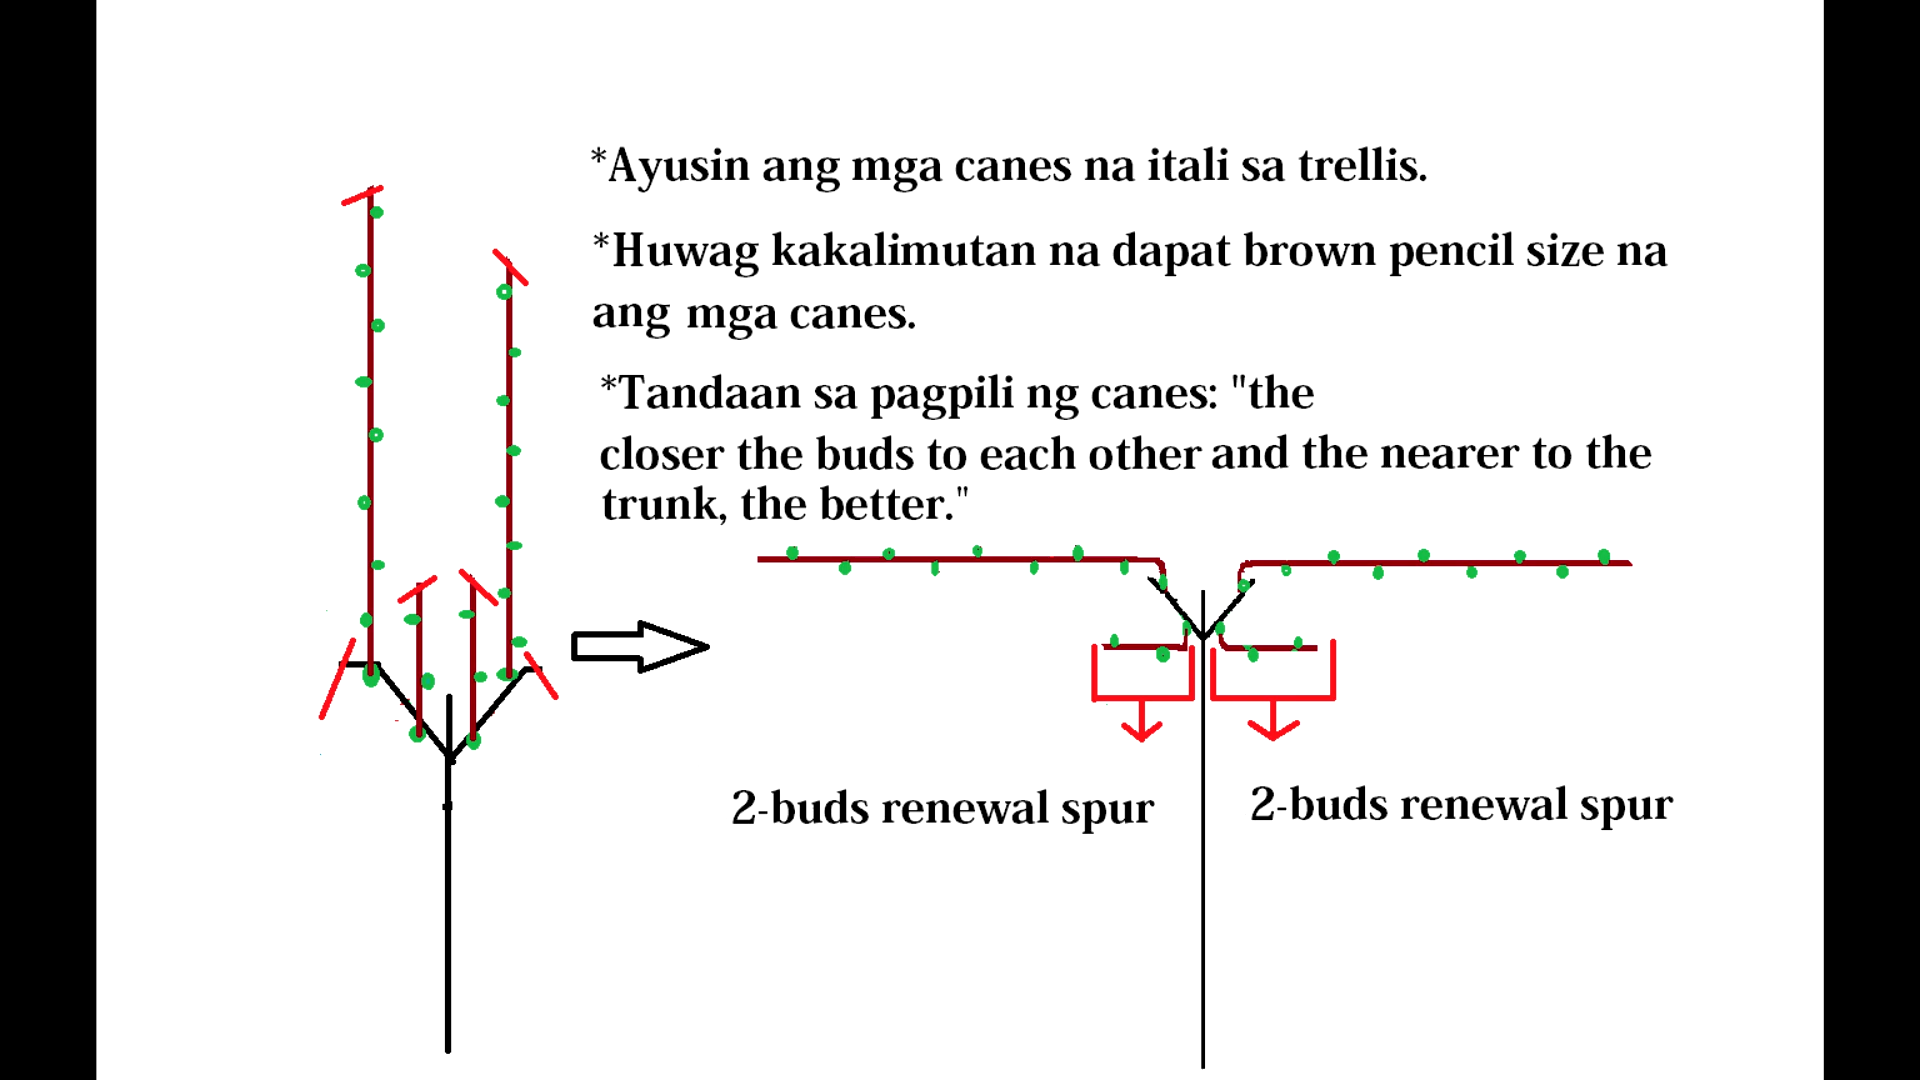 *Ayusin ang mga canes na itali sa trellis.
*Huwag kakalimutan na dapat brown pencil size na
ang mga canes.
*Tandaan sa pagpili ng canes: "the
closer the buds to each other and the nearer to the
trunk, the better."
2-buds renewal spur
2-buds renewal spur